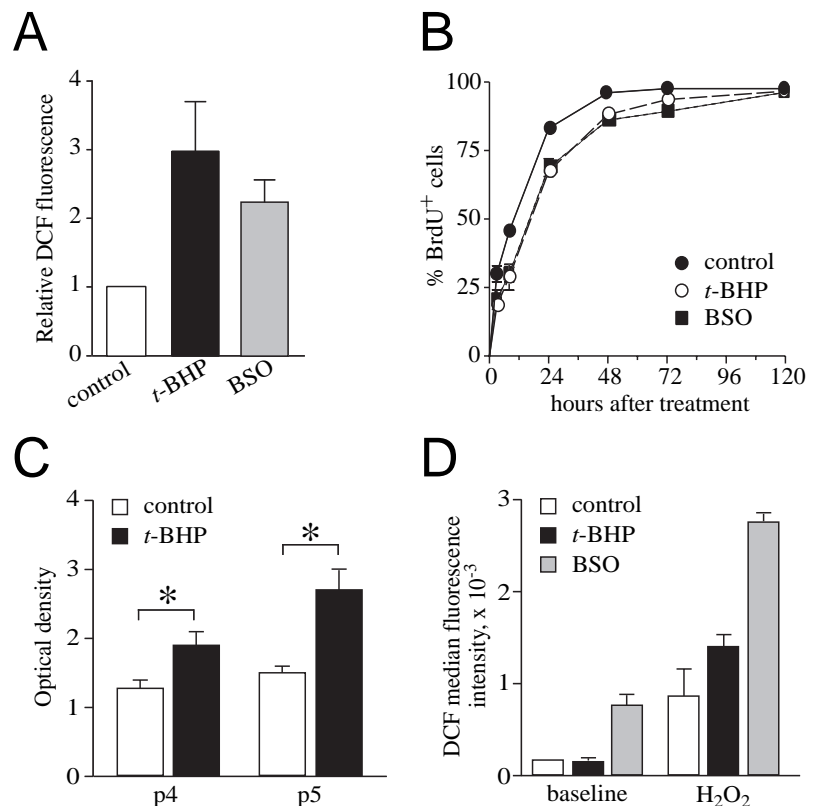 A
Relative DCF fluorescence
4
3
2
1
0
control
t-BHP
BSO
B
% BrdU+ cells
100
75
50
25
0
control
t-BHP
BSO
0 24 48 72 96 120
hours after treatment
C
Optical density
4
3
2
1
0
control
t-BHP
*
*
p4 p5
D
DCF median fluorescence
intensity, x 10-3
3
2
1
0
control
t-BHP
BSO
baseline H2O2